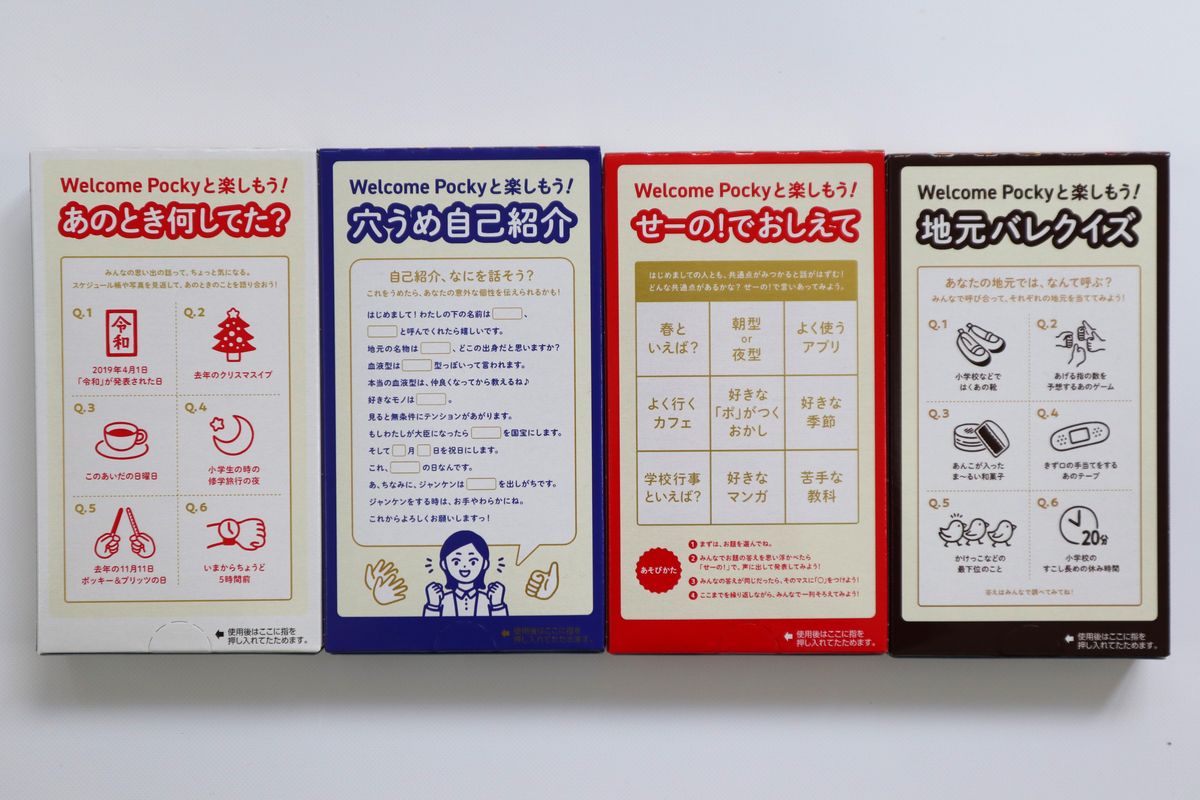 Welcome Pockyと楽しもう!
あのとき何してた?
みんなの思い出の話って、ちょっと気になる。
スケジュール帳や写真を見返して、あのときのことを語り合おう!
Q.1
令和
2019年4月1日
「令和」が発表された日
Q.2
去年のクリスマスイブ
Q.3
このあいだの日曜日
Q.4
小学生の時の
修学旅行の夜
Q.5
去年の11月11日
ポッキー&プリッツの日
Q.6
いまからちょうど
5時間前
使用後はここに指を
押し入れてたためます。
Welcome Pockyと楽しもう!
穴うめ自己紹介
自己紹介、なにを話そう?
これをうめたら、あなたの意外な個性を伝えられるかも!
はじめまして!わたしの下の名前は 、
と呼んでくれたら嬉しいです。
地元の名物は 、どこの出身だと思いますか?
血液型は 型っぽいって言われます。
本当の血液型は、仲良くなってから教えるね♪
好きなモノは 。
見ると無条件にテンションがあがります。
もしわたしが大臣になったら を国宝にします。
そして 月 日を祝日にします。
これ、 の日なんです。
あ、ちなみに、ジャンケンは を出しがちです。
ジャンケンをする時は、お手やわらかにね。
これからよろしくお願いしますっ!
使用後はここに指を
押し入れてたためます。
Welcome Pockyと楽しもう!
せーの!でおしえて
はじめましての人とも、共通点がみつかると話がはずむ!
どんな共通点があるかな? せーの!で言いあってみよう。
春と
いえば?
朝型
or
夜型
よく使う
アプリ
よく行く
カフェ
好きな
「ポ」がつく
おかし
好きな
季節
学校行事
といえば?
好きな
マンガ
苦手な
教科
あそびかた
1 まずは、お題を選んでね。
2 みんなでお題の答えを思い浮かべたら
「せーの!」で、声に出して発表してみよう!
3 みんなの答えが同じだったら、そのマスに「○」をつけよう!
4 ここまでを繰り返しながら、みんなで一列そろえてみよう!
使用後はここに指を
押し入れてたためます。
Welcome Pockyと楽しもう!
地元バレクイズ
あなたの地元では、なんて呼ぶ?
みんなで呼び合って、それぞれの地元を当ててみよう!
Q.1
小学校などで
はくあの靴
Q.2
あげる指の数を
予想するあのゲーム
Q.3
あんこが入った
ま〜るい和菓子
Q.4
きず口の手当てをする
あのテープ
Q.5
かけっこなどの
最下位のこと
Q.6
20分
小学校の
すこし長めの休み時間
答えはみんなで調べてみてね!
使用後はここに指を
押し入れてたためます。